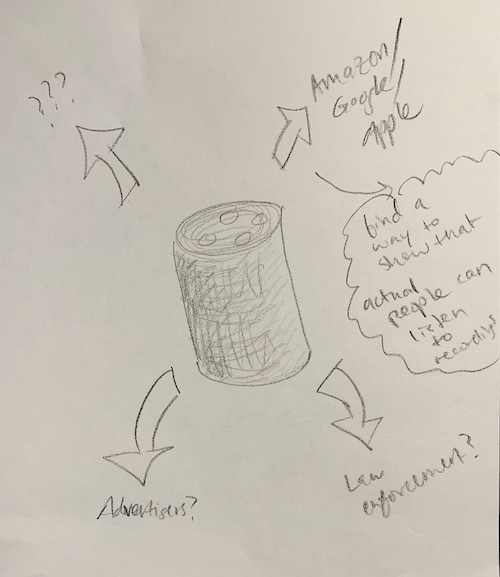 ???
Amazon/
Google/
Apple
find a
way to
show that
actual
people can
listen
to
recordings
Advertisers?
Law
enforcement?